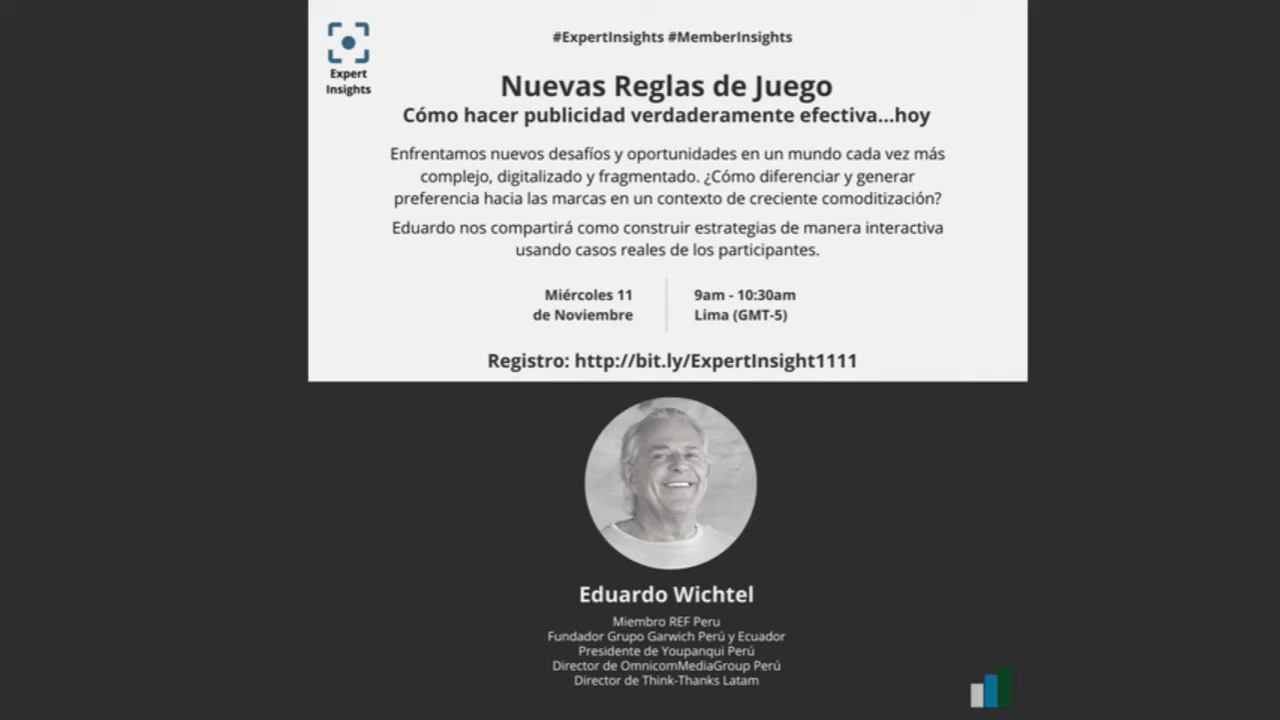 #ExpertInsights #MemberInsights
Expert
Insights
Nuevas Reglas de Juego
Cómo hacer publicidad verdaderamente efectiva...hoy
Enfrentamos nuevos desafíos y oportunidades en un mundo cada vez más
complejo, digitalizado y fragmentado. ¿Cómo diferenciar y generar
preferencia hacia las marcas en un contexto de creciente comoditización?
Eduardo nos compartirá como construir estrategias de manera interactiva
usando casos reales de los participantes.
Miércoles 11
de Noviembre
9am - 10:30am
Lima (GMT-5)
Registro: http://bit.ly/ExpertInsight1111
Eduardo Wichtel
Miembro REF Peru
Fundador Grupo Garwich Perú y Ecuador
Presidente de Youpanqui Perú
Director de OmnicomMediaGroup Perú
Director de Think-Thanks Latam